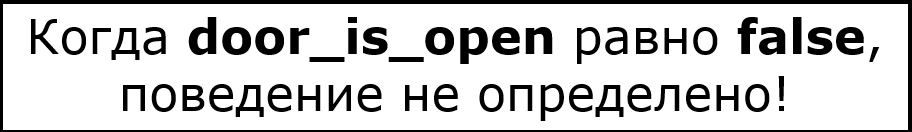 Когда door_is_open равно false,
поведение не определено!